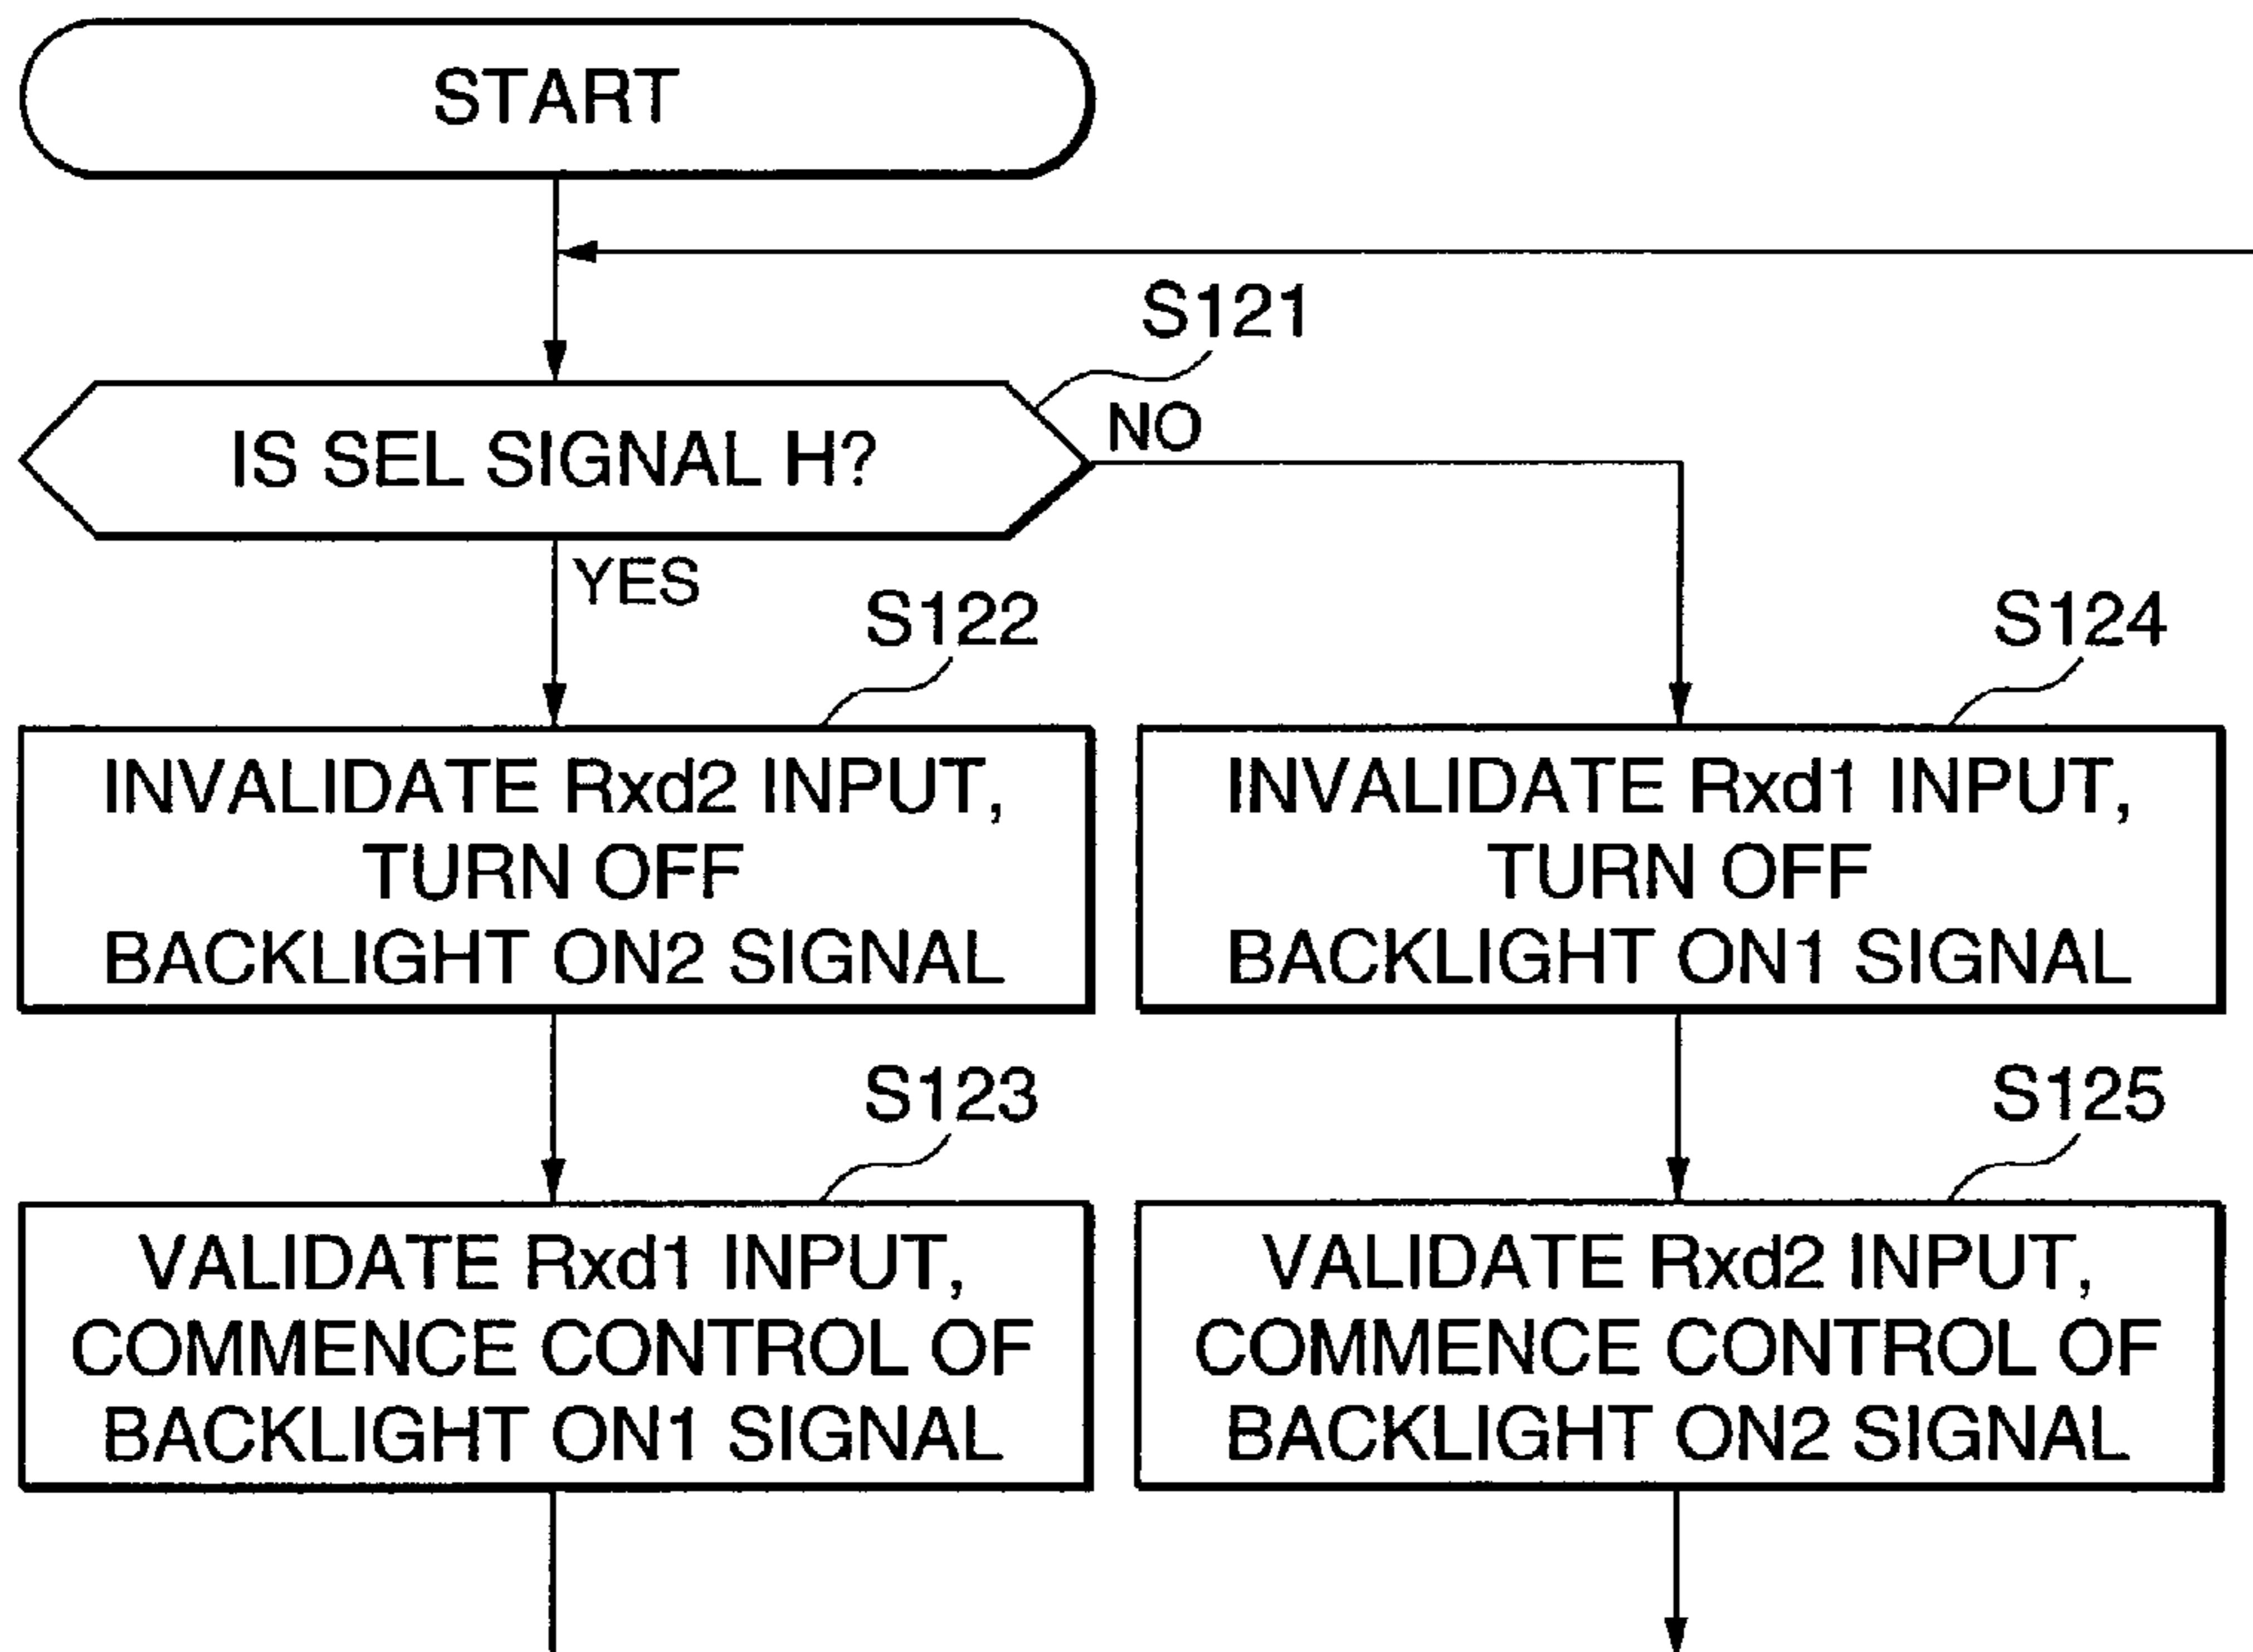 START
S121
IS SEL SIGNAL H?
NO
YES
S122
INVALIDATE Rxd2 INPUT,
TURN OFF
BACKLIGHT ON2 SIGNAL
S124
INVALIDATE Rxd1 INPUT,
TURN OFF
BACKLIGHT ON1 SIGNAL
S123
VALIDATE Rxd1 INPUT,
COMMENCE CONTROL OF
BACKLIGHT ON1 SIGNAL
S125
VALIDATE Rxd2 INPUT,
COMMENCE CONTROL OF
BACKLIGHT ON2 SIGNAL